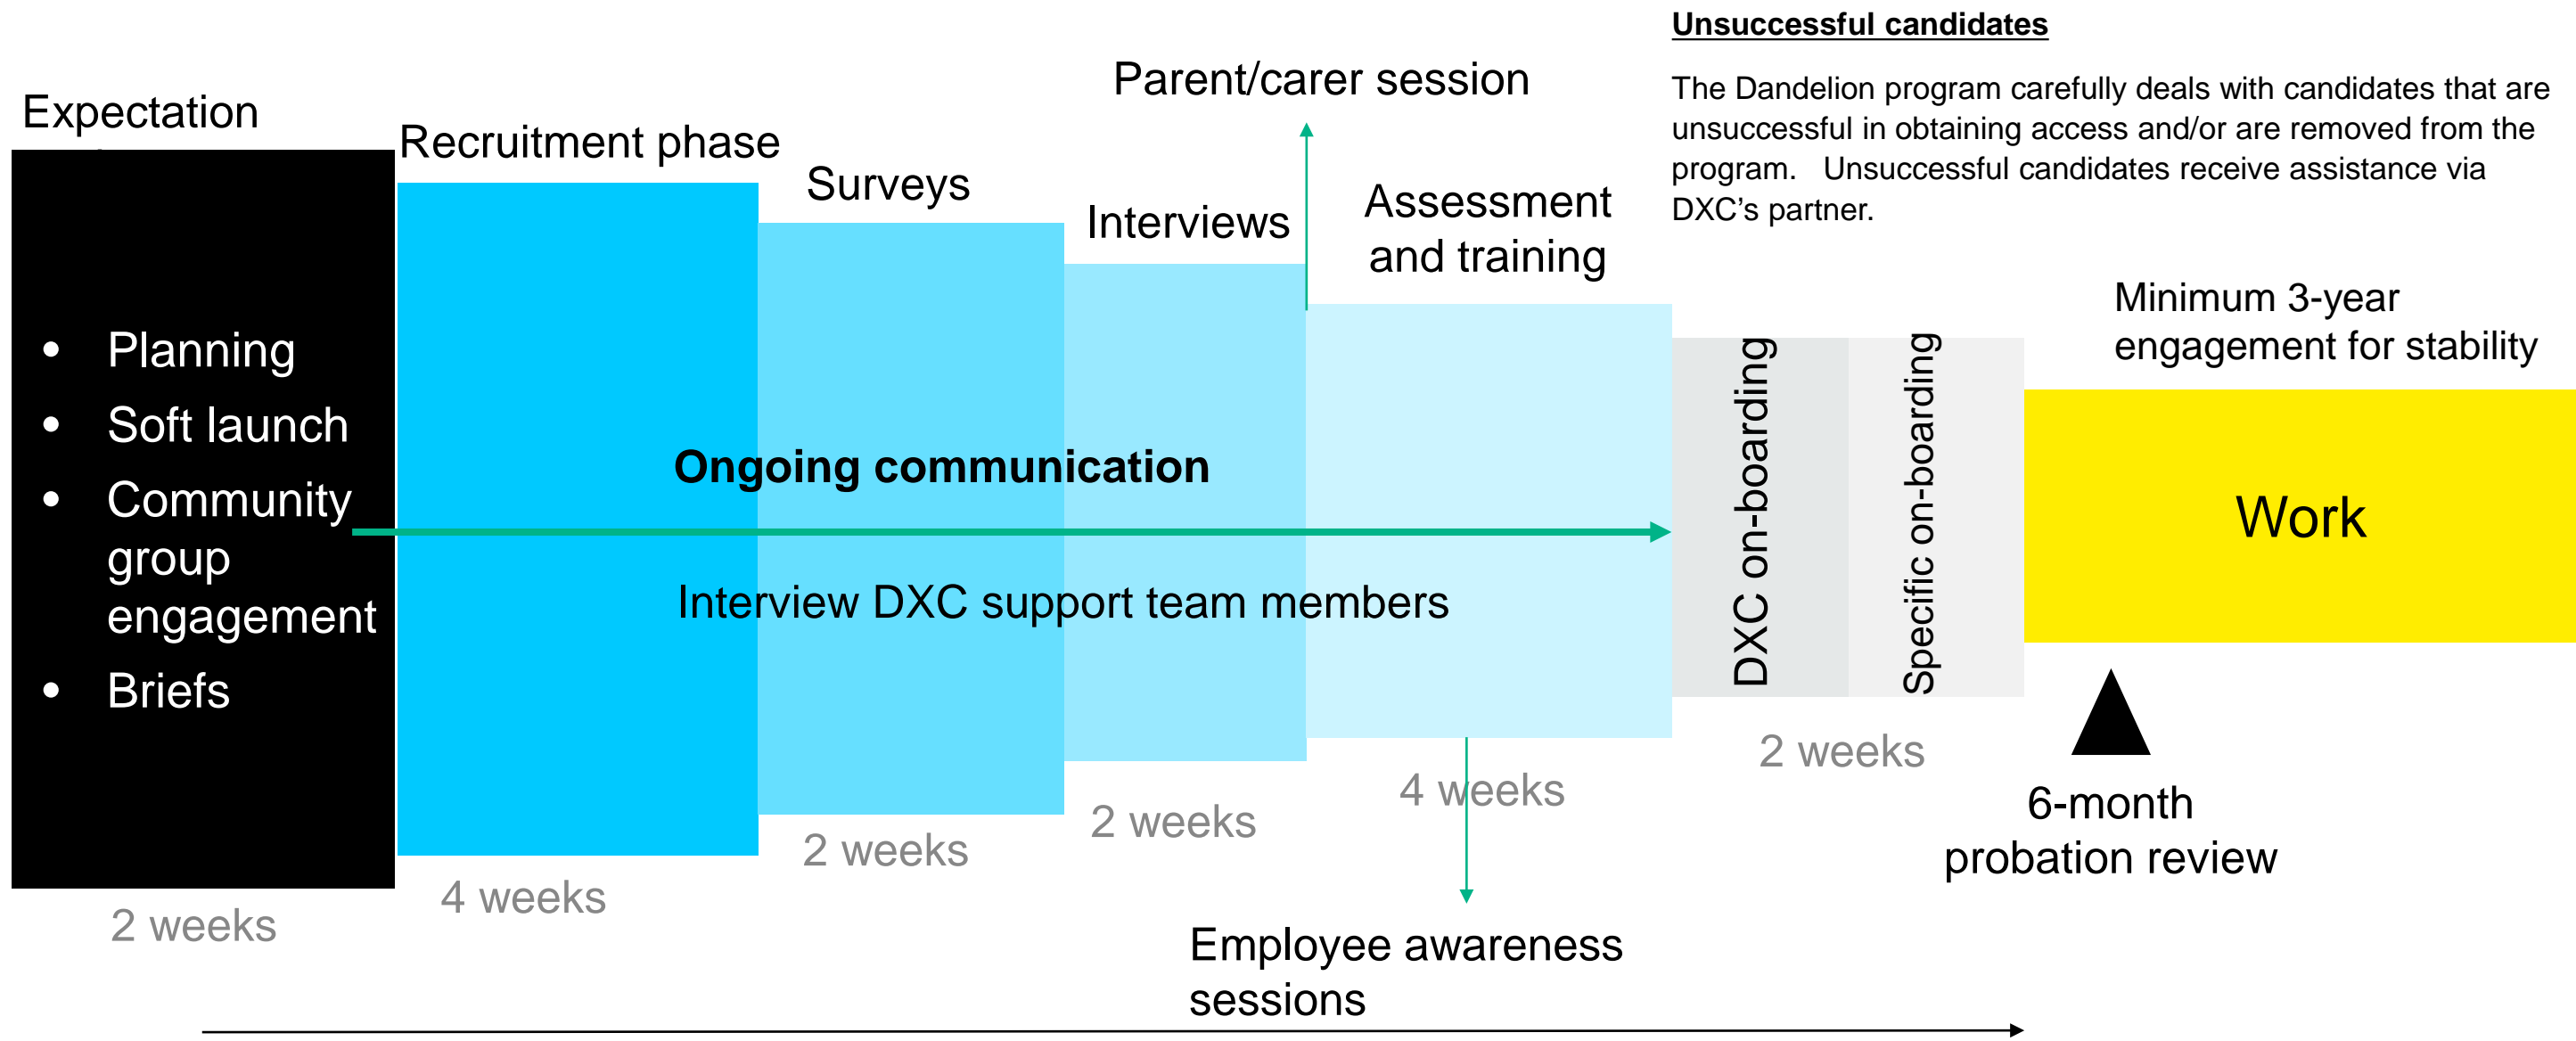 Unsuccessful candidates
The Dandelion program carefully deals with candidates that are
unsuccessful in obtaining access and/or are removed from the
program. Unsuccessful candidates receive assistance via
DXC's partner.
Parent/carer session
Expectation
Recruitment phase
Surveys
Interviews
Assessment
and training
Minimum 3-year
engagement for stability
• Planning
• Soft launch
• Community
group
engagement
• Briefs
Ongoing communication
Interview DXC support team members
DXC on-boarding
Specific on-boarding
Work
2 weeks
4 weeks
2 weeks
2 weeks
4 weeks
2 weeks
6-month
probation review
Employee awareness
sessions